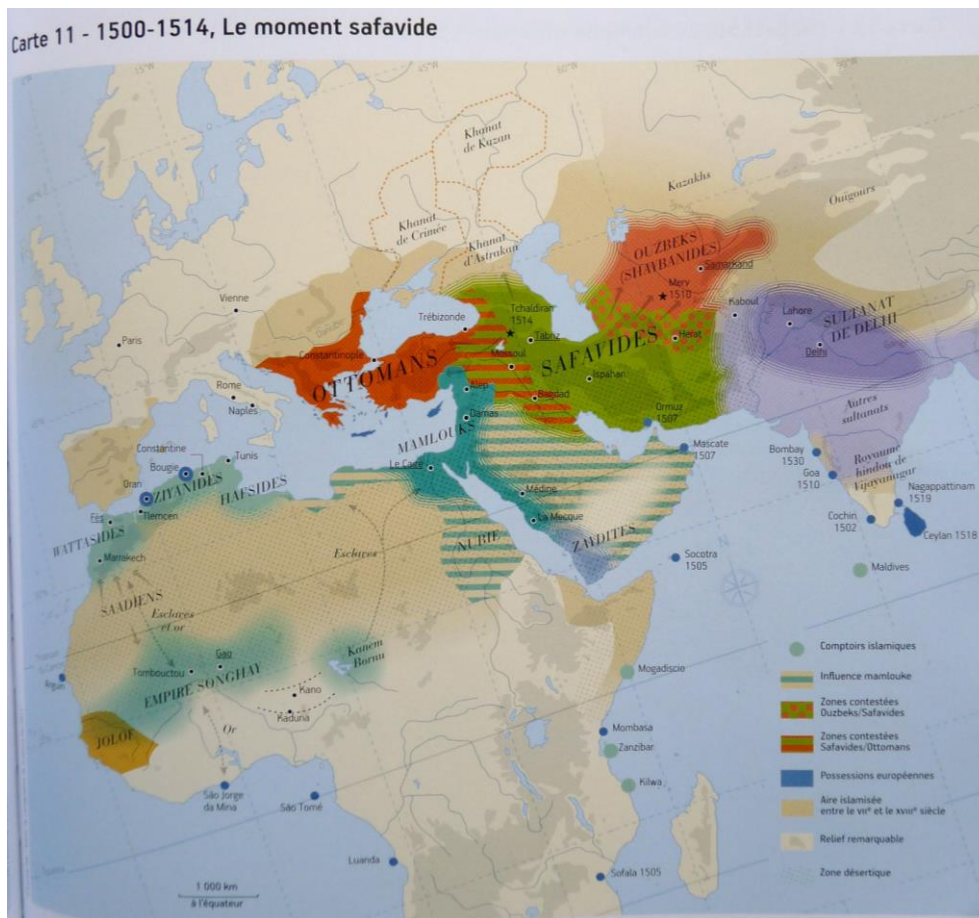 Carte 11 - 1500-1514, Le moment safavide
15°W
45°W
60°W
75°W
Khanat
de Kazan
Kazakhs
Ouïgours
Khanat
de Crimée
Khanat
d'Astrakan
OUZBEKS
(SHAYBANIDES)
Samarkand
Merv
1510
Vienne
Paris
Trébizonde
Tchaldiran
1514
Tabriz
Kaboul
Lahore
SULTANAT
DE DELHI
Delhi
Hérat
Constantinople
OTTOMANS
Mossoul
SAFAVIDES
Ispahan
Rome
Naples
Alep
Bagdad
Damas
Ormuz
1507
Autres
sultanats
MAMLOUKS
Mascate
1507
Constantine
Tunis
Bougie
Le Caire
Bombay
1530
Royaume
hindou de
Vijayanagar
Oran
ZIYANIDES
HAFSIDES
Goa
1510
Nagappattinam
1519
Fès
Tlemcen
Médine
WATTASIDES
La Mecque
Cochin
1502
Ceylan 1518
Marrakech
Esclaves
NUBIE
ZAYDITES
Socotra
1505
Maldives
SAADIENS
Esclaves
et or
Kanem
Bornu
Gao
Tombouctou
EMPIRE SONGHAY
Arguin
Kano
Kaduna
Mogadiscio
JOLOF
Or
Mombasa
Zanzibar
São Jorge
da Mina
São Tomé
Kilwa
Luanda
Sofala 1505
Comptoirs islamiques
Influence mamlouke
Zones contestées
Ouzbeks/Safavides
Zones contestées
Safavides/Ottomans
Possessions européennes
Aire islamisée
entre le VIIe et le XVIIIe siècle
Relief remarquable
Zone désertique
1 000 km
à l'équateur